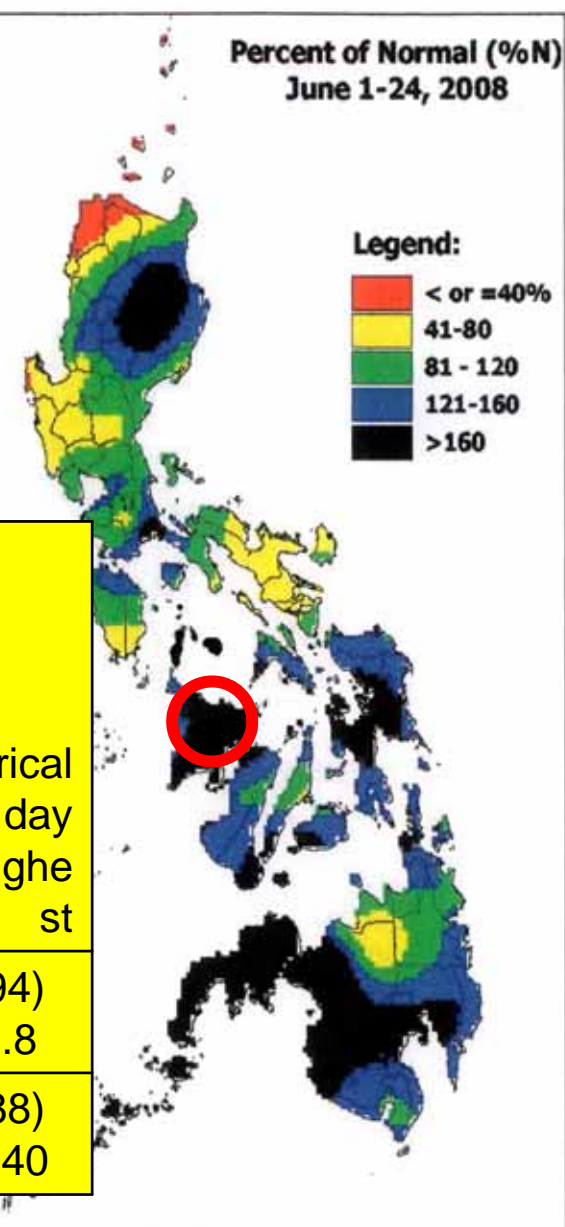 Percent of Normal (%N)
June 1-24, 2008
Legend:
< or =40%
41-80
81 - 120
121-160
>160
rical
day
ghe
st
94)
.8
38)
40